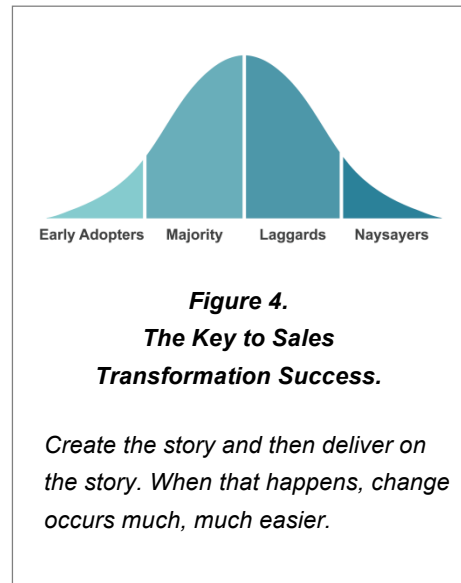 Early Adopters Majority Laggards Naysayers
Figure 4.
The Key to Sales
Transformation Success.
Create the story and then deliver on
the story. When that happens, change
occurs much, much easier.